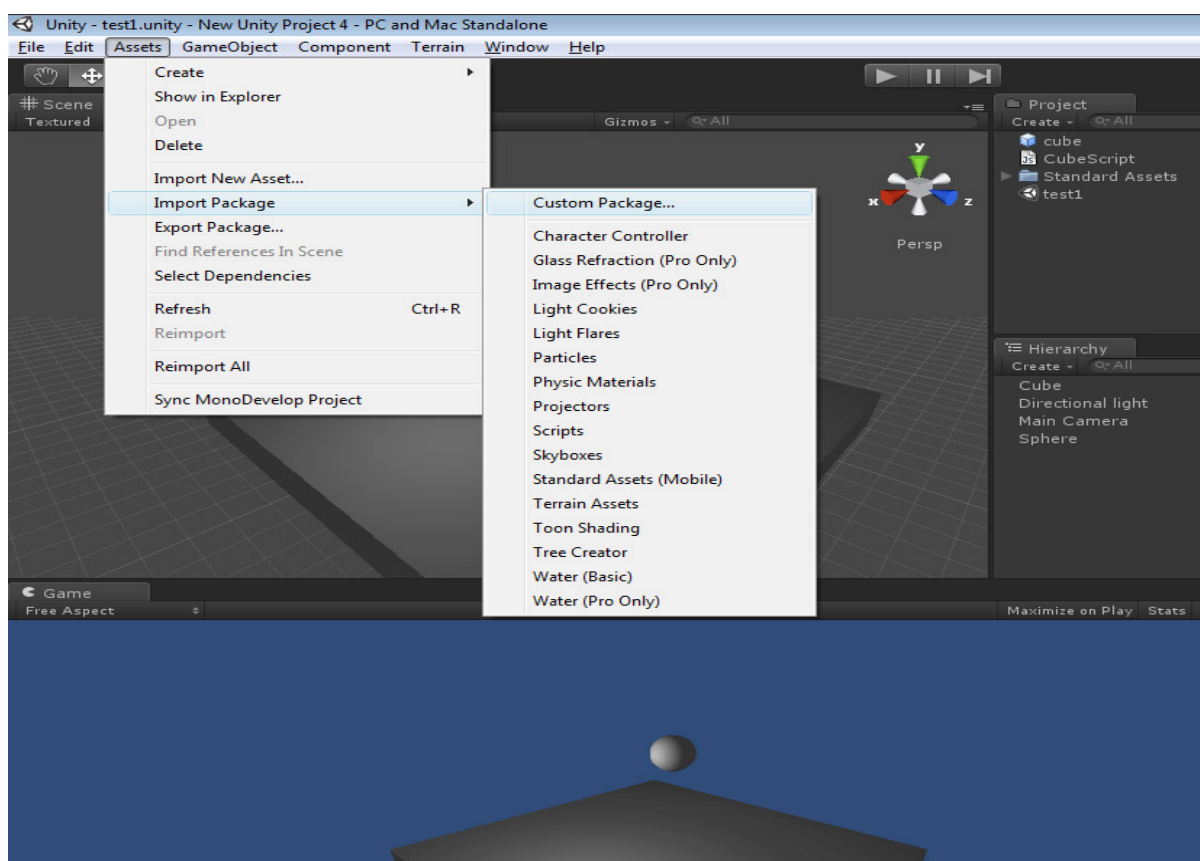 Unity - test1.unity - New Unity Project 4 - PC and Mac Standalone
File Edit Assets GameObject Component Terrain Window Help
Create
Show in Explorer
Open
Delete
Import New Asset...
Import Package
Export Package...
Find References In Scene
Select Dependencies
Refresh Ctrl+R
Reimport
Reimport All
Sync MonoDevelop Project
Custom Package...
Character Controller
Glass Refraction (Pro Only)
Image Effects (Pro Only)
Light Cookies
Light Flares
Particles
Physic Materials
Projectors
Scripts
Skyboxes
Standard Assets (Mobile)
Terrain Assets
Toon Shading
Tree Creator
Water (Basic)
Water (Pro Only)
Scene
Textured Gizmos All
y
x z
Persp
Project
Create All
cube
JS CubeScript
Standard Assets
test1
Hierarchy
Create All
Cube
Directional light
Main Camera
Sphere
Game
Free Aspect Maximize on Play Stats